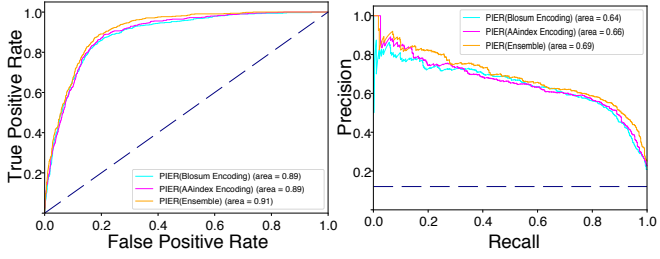 True Positive Rate
1.0
0.8
0.6
0.4
0.2
PIER(Blosum Encoding) (area = 0.89)
PIER(AAindex Encoding) (area = 0.89)
PIER(Ensemble) (area = 0.91)
0.0 0.2 0.4 0.6 0.8 1.0
False Positive Rate
Precision
1.0
0.8
0.6
0.4
0.2
PIER(Blosum Encoding) (area = 0.64)
PIER(AAindex Encoding) (area = 0.66)
PIER(Ensemble) (area = 0.69)
0.0 0.2 0.4 0.6 0.8 1.0
Recall